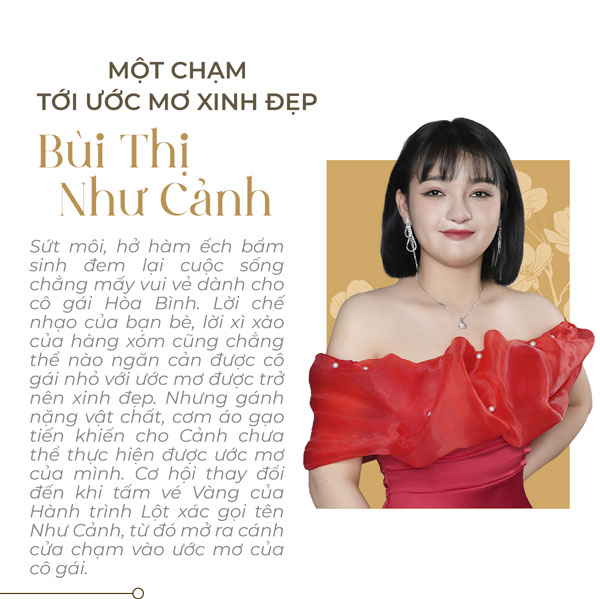 MỘT CHẠM
TỚI ƯỚC MƠ XINH ĐẸP
Bùi Thị
Như Cảnh
Sứt môi, hở hàm ếch bẩm
sinh đem lại cuộc sống
chẳng mấy vui vẻ dành cho
cô gái Hòa Bình. Lời chế
nhạo của bạn bè, lời xì xào
của hàng xóm cũng chẳng
thể nào ngăn cản được cô
gái nhỏ với ước mơ được trở
nên xinh đẹp. Nhưng gánh
nặng vật chất, cơm áo gạo
tiền khiến cho Cảnh chưa
thể thực hiện được ước mơ
của mình. Cơ hội thay đổi
đến khi tấm vé Vàng của
Hành trình Lột xác gọi tên
Như Cảnh, từ đó mở ra cánh
cửa chạm vào ước mơ của
cô gái.